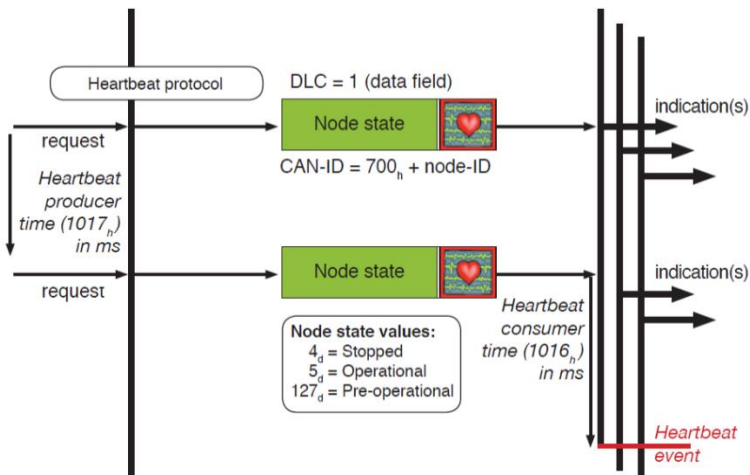 Heartbeat protocol
DLC = 1 (data field)
Node state
CAN-ID = 700h + node-ID
request
Heartbeat
producer
time (1017h)
in ms
indication(s)
request
Node state
indication(s)
Node state values:
4d = Stopped
5d = Operational
127d = Pre-operational
Heartbeat
consumer
time (1016h)
in ms
Heartbeat
event